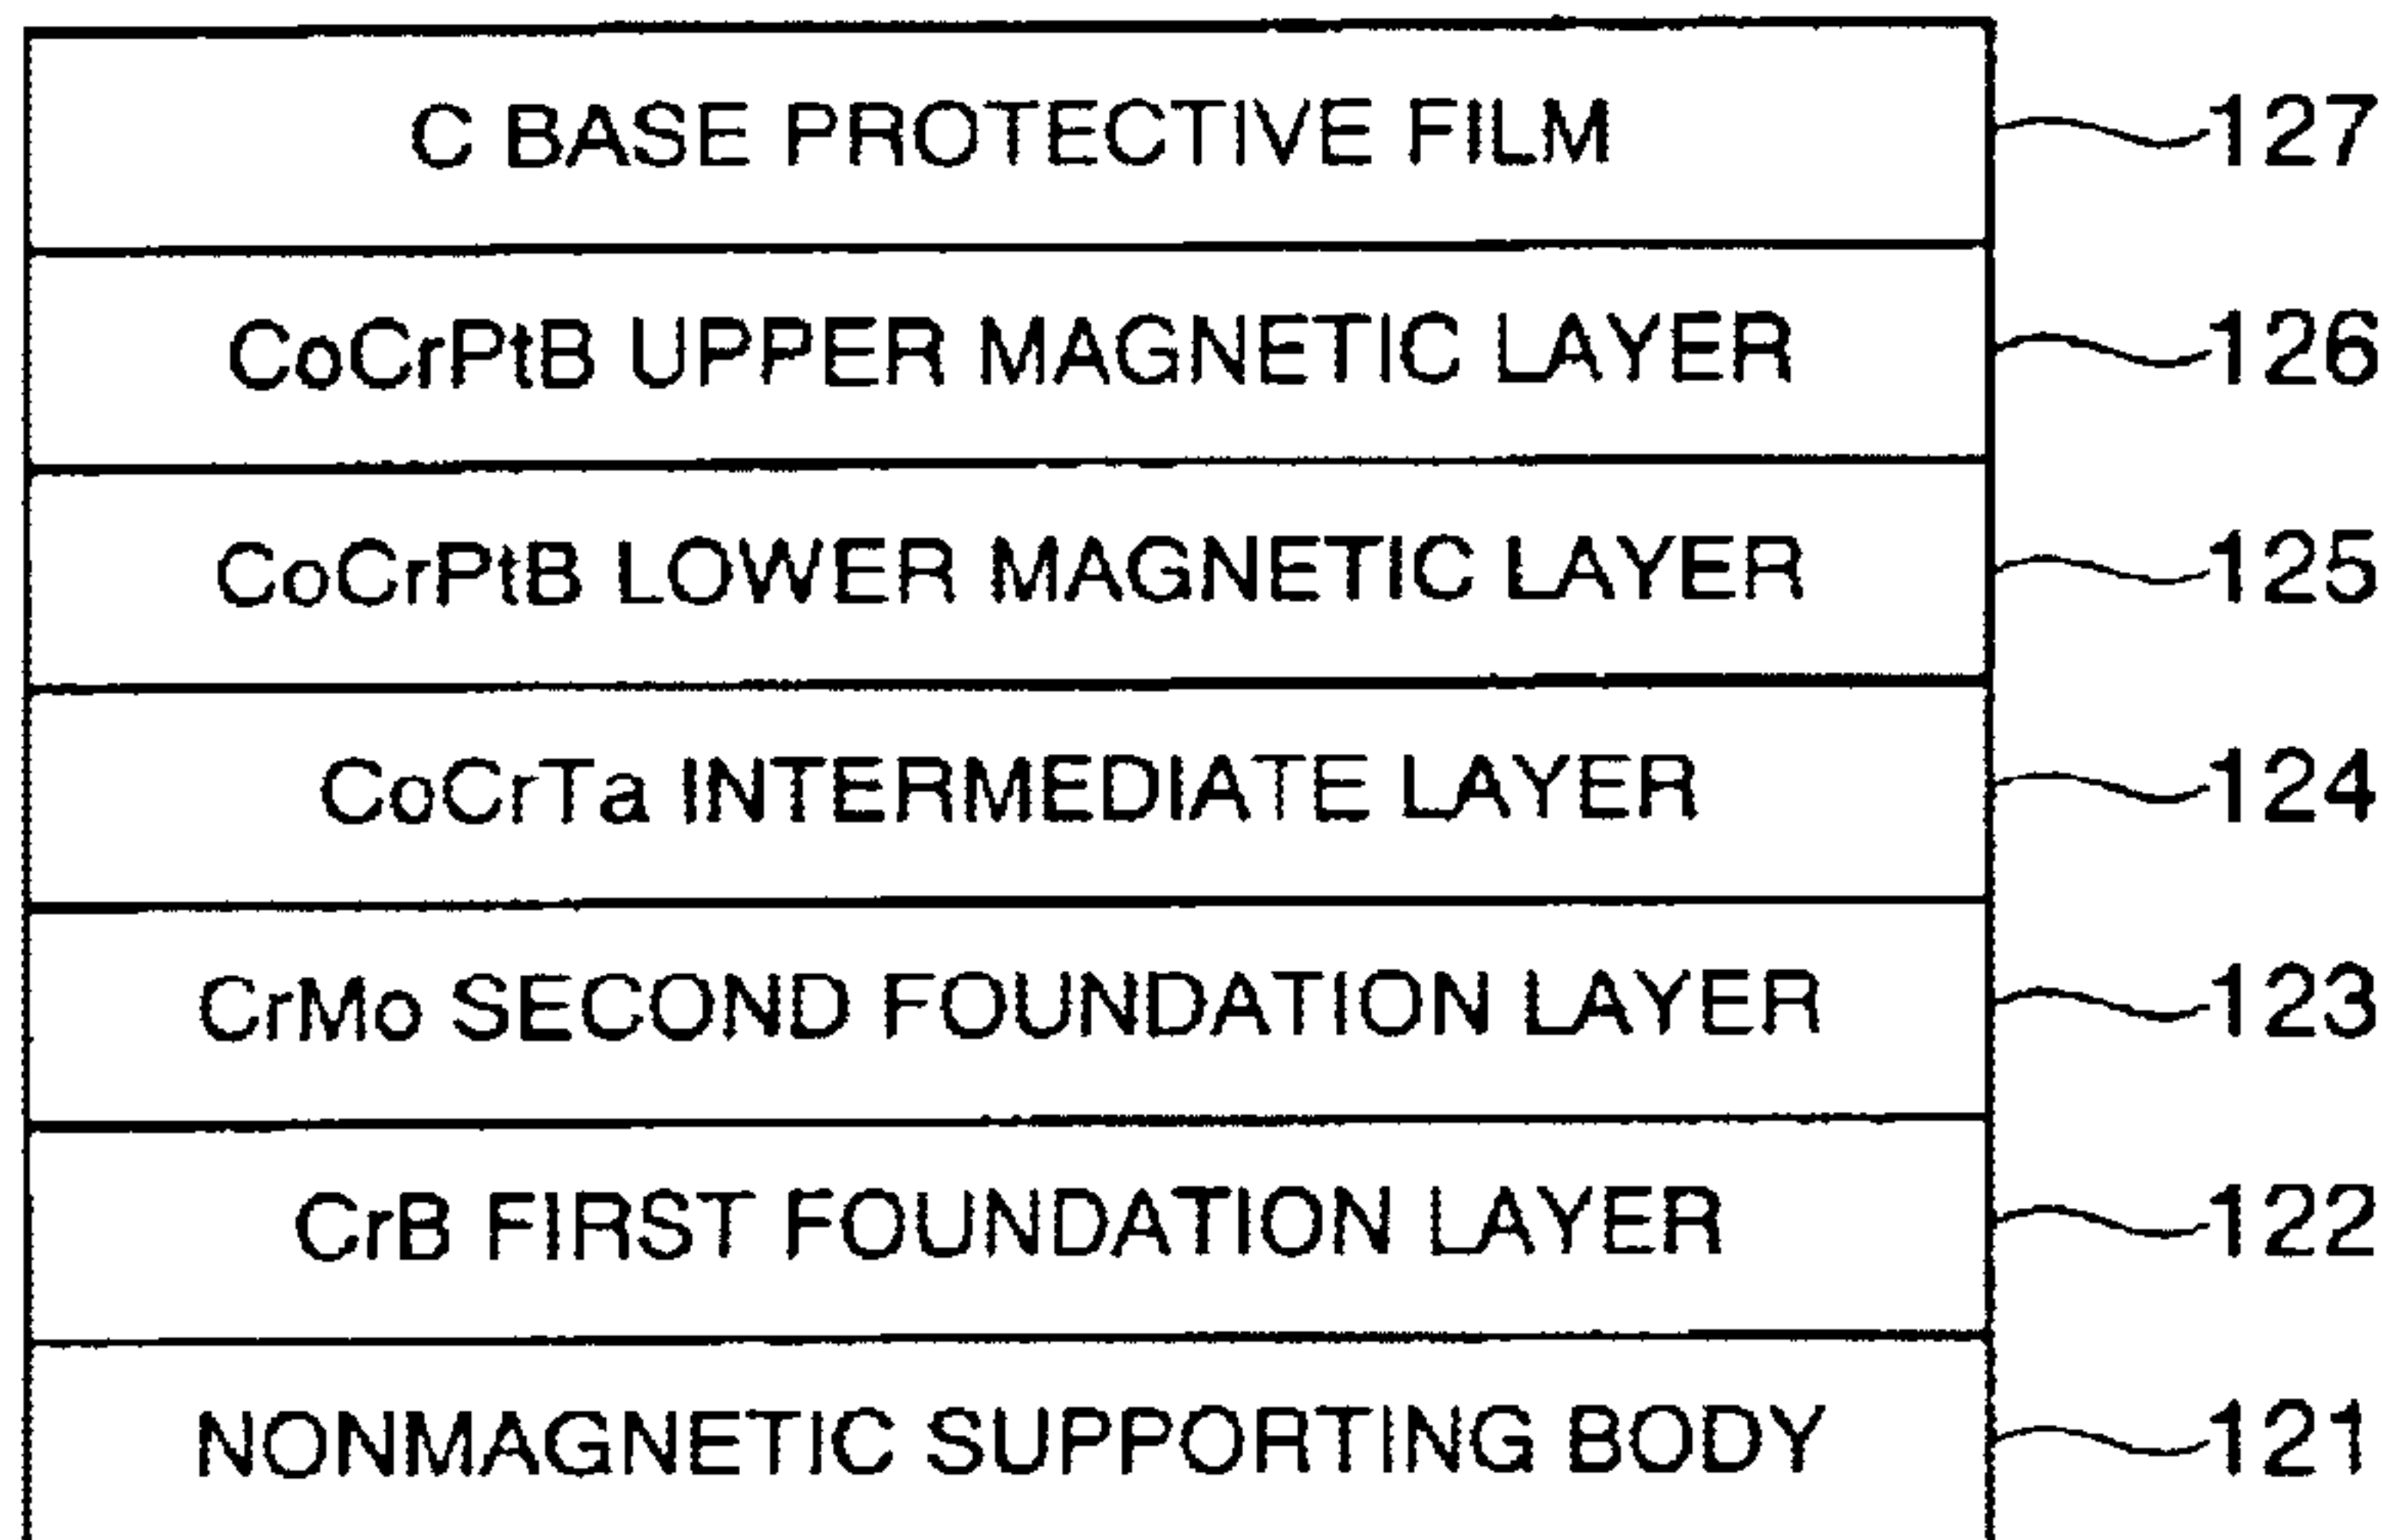 C BASE PROTECTIVE FILM 127
CoCrPtB UPPER MAGNETIC LAYER 126
CoCrPtB LOWER MAGNETIC LAYER 125
CoCrTa INTERMEDIATE LAYER 124
CrMo SECOND FOUNDATION LAYER 123
CrB FIRST FOUNDATION LAYER 122
NONMAGNETIC SUPPORTING BODY 121